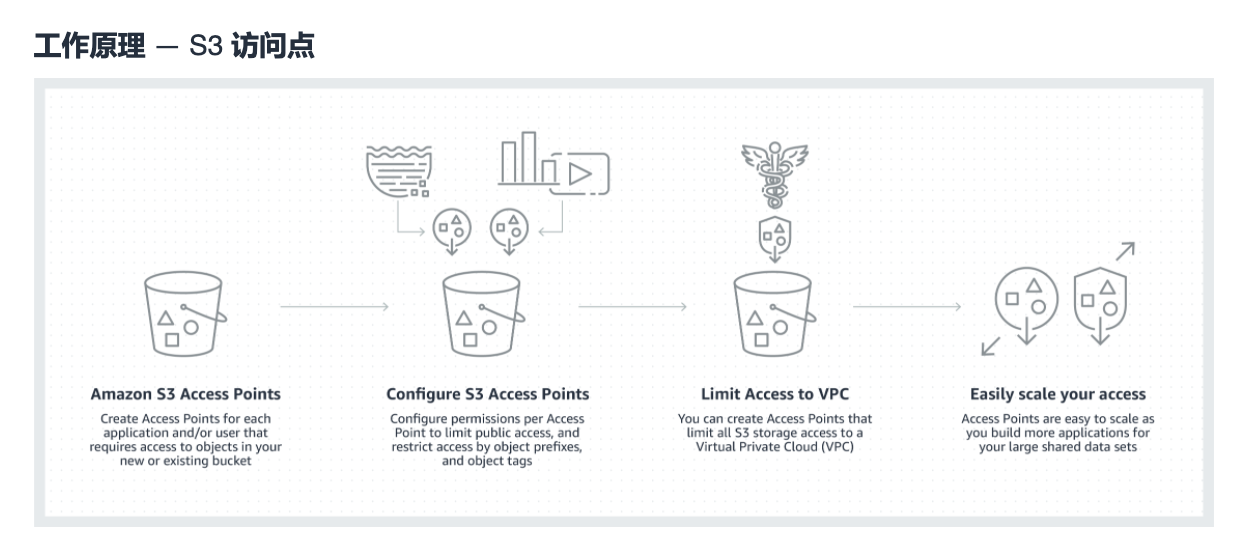 工作原理 — S3 访问点
Amazon S3 Access Points
Create Access Points for each
application and/or user that
requires access to objects in your
new or existing bucket
Configure S3 Access Points
Configure permissions per Access
Point to limit public access, and
restrict access by object prefixes,
and object tags
Limit Access to VPC
You can create Access Points that
limit all S3 storage access to a
Virtual Private Cloud (VPC)
Easily scale your access
Access Points are easy to scale as
you build more applications for
your large shared data sets